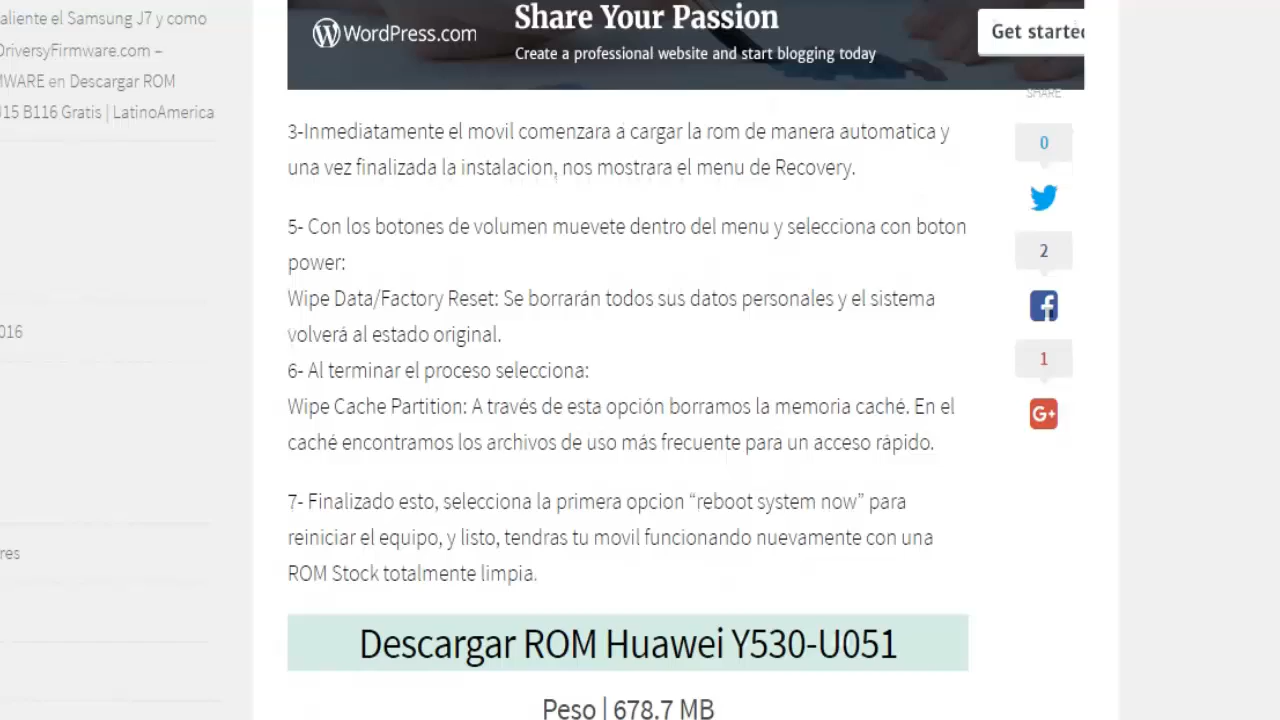 aliente el Samsung J7 y como
DriversyFirmware.com –
MWARE en Descargar ROM
J15 B116 Gratis | LatinoAmerica
016
res
WordPress.com
Share Your Passion
Create a professional website and start blogging today
Get starte
3-Inmediatamente el movil comenzara a cargar la rom de manera automatica y
una vez finalizada la instalacion, nos mostrara el menu de Recovery.
5- Con los botones de volumen muevete dentro del menu y selecciona con boton
power:
Wipe Data/Factory Reset: Se borrarán todos sus datos personales y el sistema
volverá al estado original.
6- Al terminar el proceso selecciona:
Wipe Cache Partition: A través de esta opción borramos la memoria caché. En el
caché encontramos los archivos de uso más frecuente para un acceso rápido.
7- Finalizado esto, selecciona la primera opcion “reboot system now” para
reiniciar el equipo, y listo, tendras tu movil funcionando nuevamente con una
ROM Stock totalmente limpia.
Descargar ROM Huawei Y530-U051
Peso | 678.7 MB
SHARE
0
2
1
G+